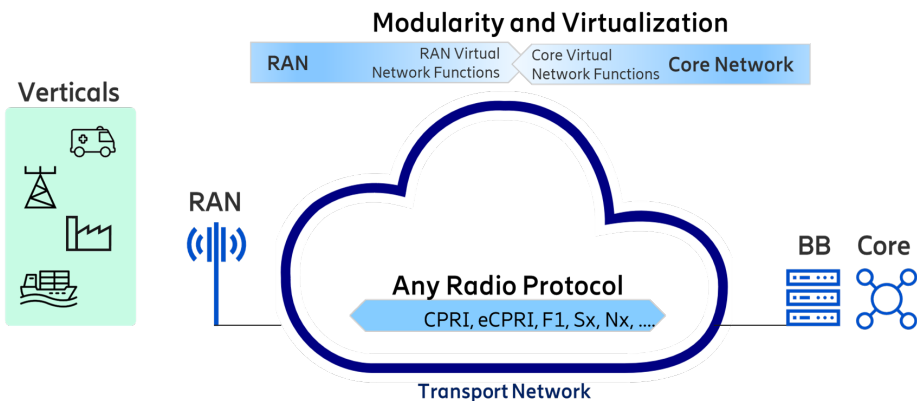 Modularity and Virtualization
RAN
RAN Virtual
Network Functions
Core Virtual
Network Functions
Core Network
Verticals
RAN
BB
Core
Any Radio Protocol
CPRI, eCPRI, F1, Sx, Nx, ....
Transport Network